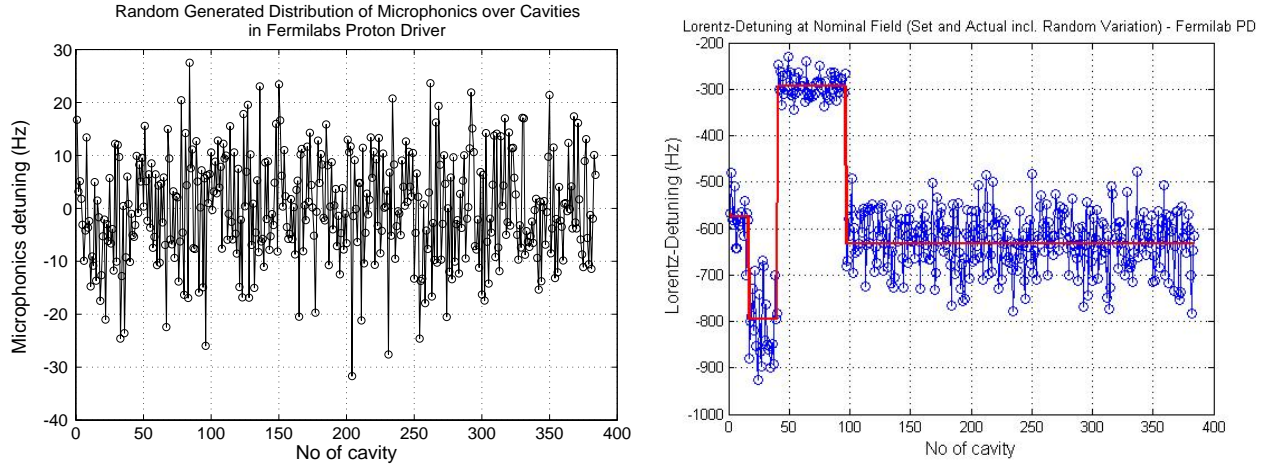 Random Generated Distribution of Microphonics over Cavities
in Fermilabs Proton Driver
30
20
10
0
-10
-20
-30
-40
Microphonics detuning (Hz)
0 50 100 150 200 250 300 350 400
No of cavity
Lorentz-Detuning at Nominal Field (Set and Actual incl. Random Variation) - Fermilab PD
-200
-300
-400
-500
-600
-700
-800
-900
-1000
Lorentz-Detuning (Hz)
0 50 100 150 200 250 300 350 400
No of cavity